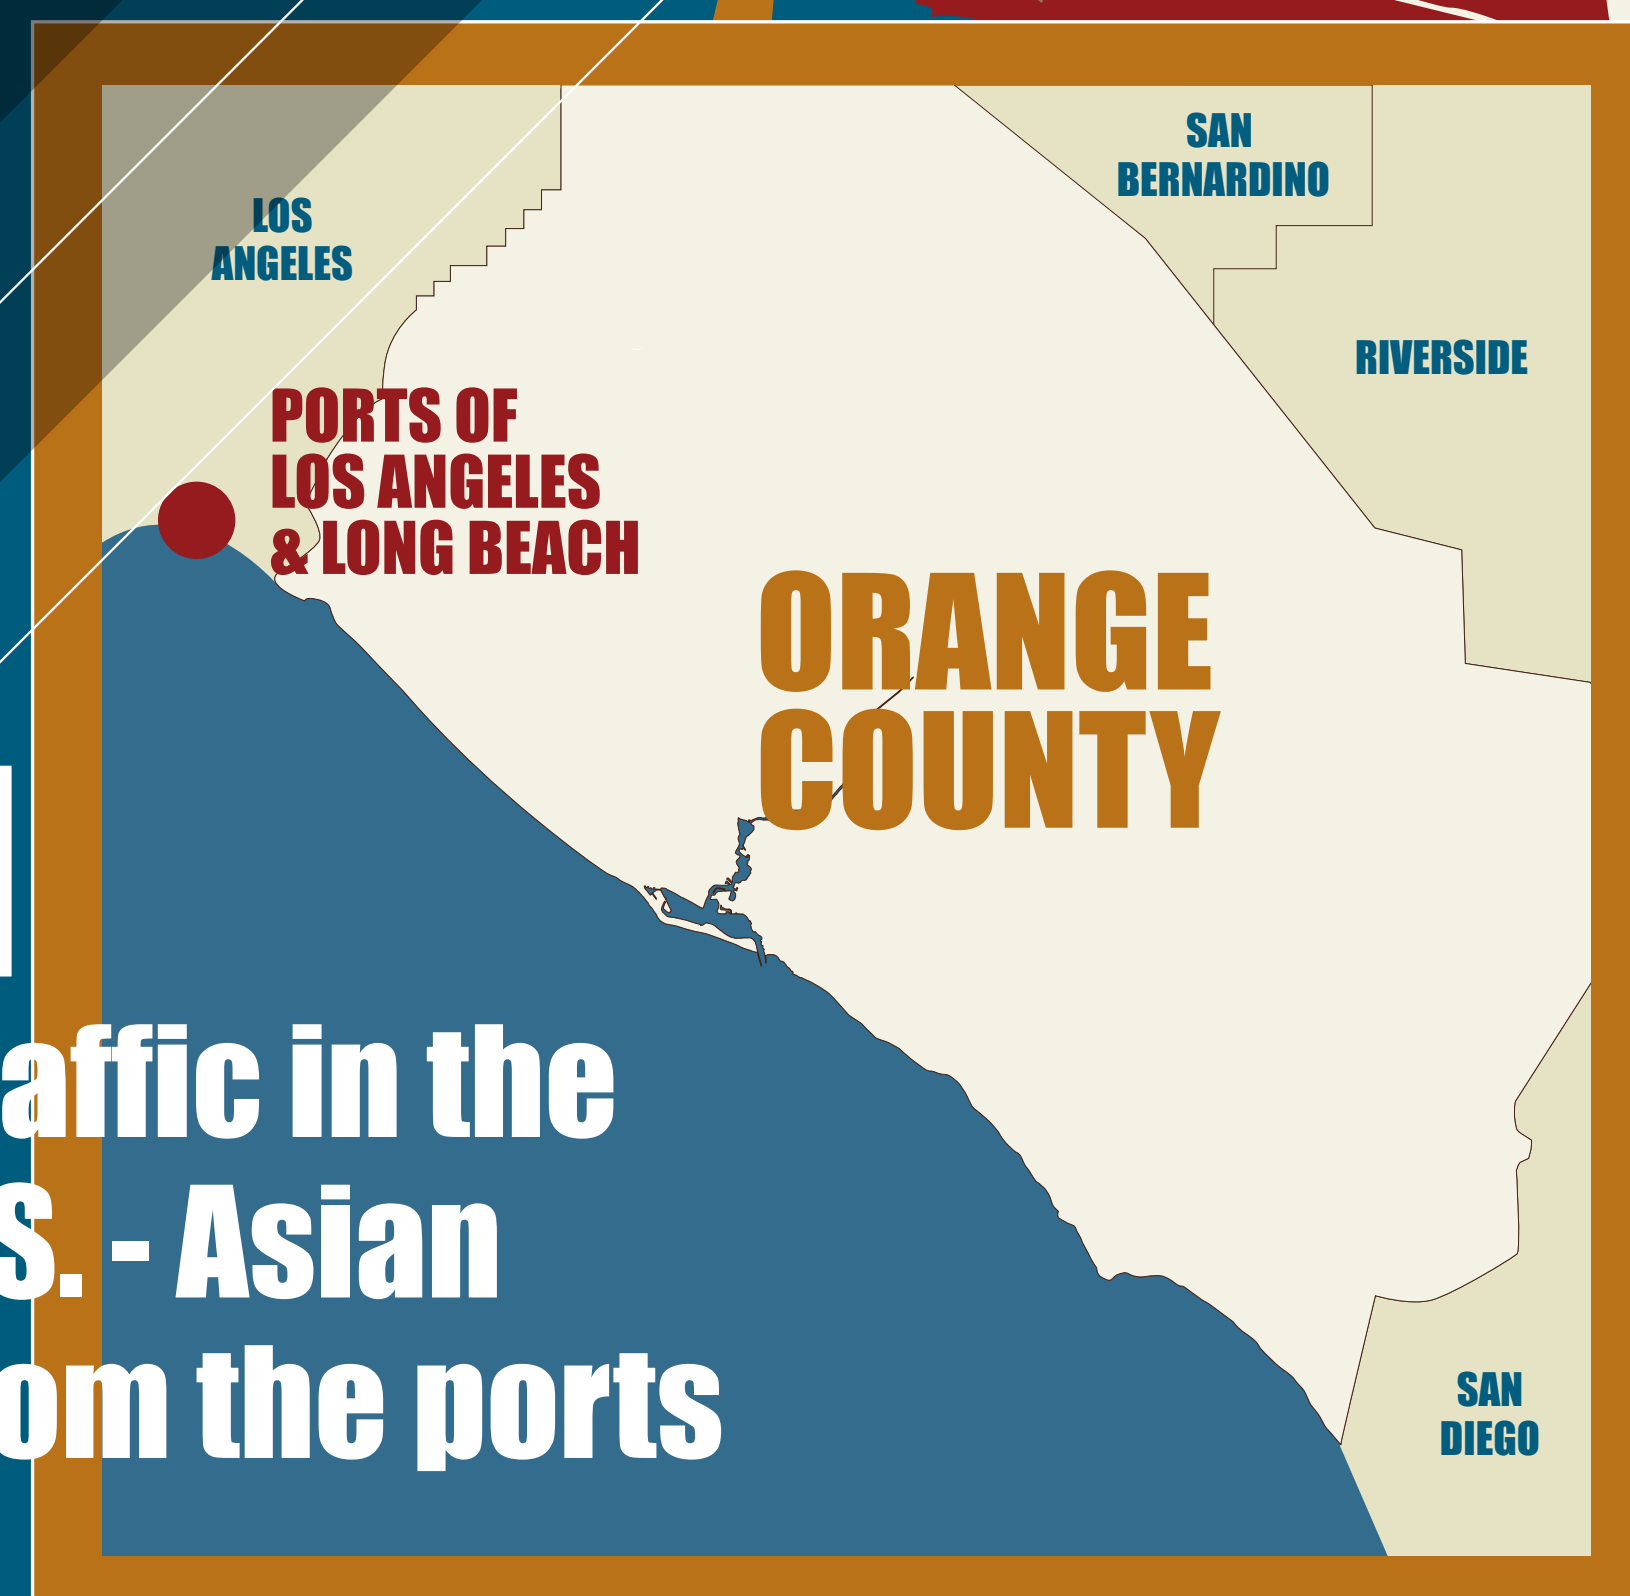 SAN
BERNARDINO
LOS
ANGELES
RIVERSIDE
PORTS OF
LOS ANGELES
& LONG BEACH
ORANGE
COUNTY
affic in the
S. - Asian
om the ports
SAN
DIEGO